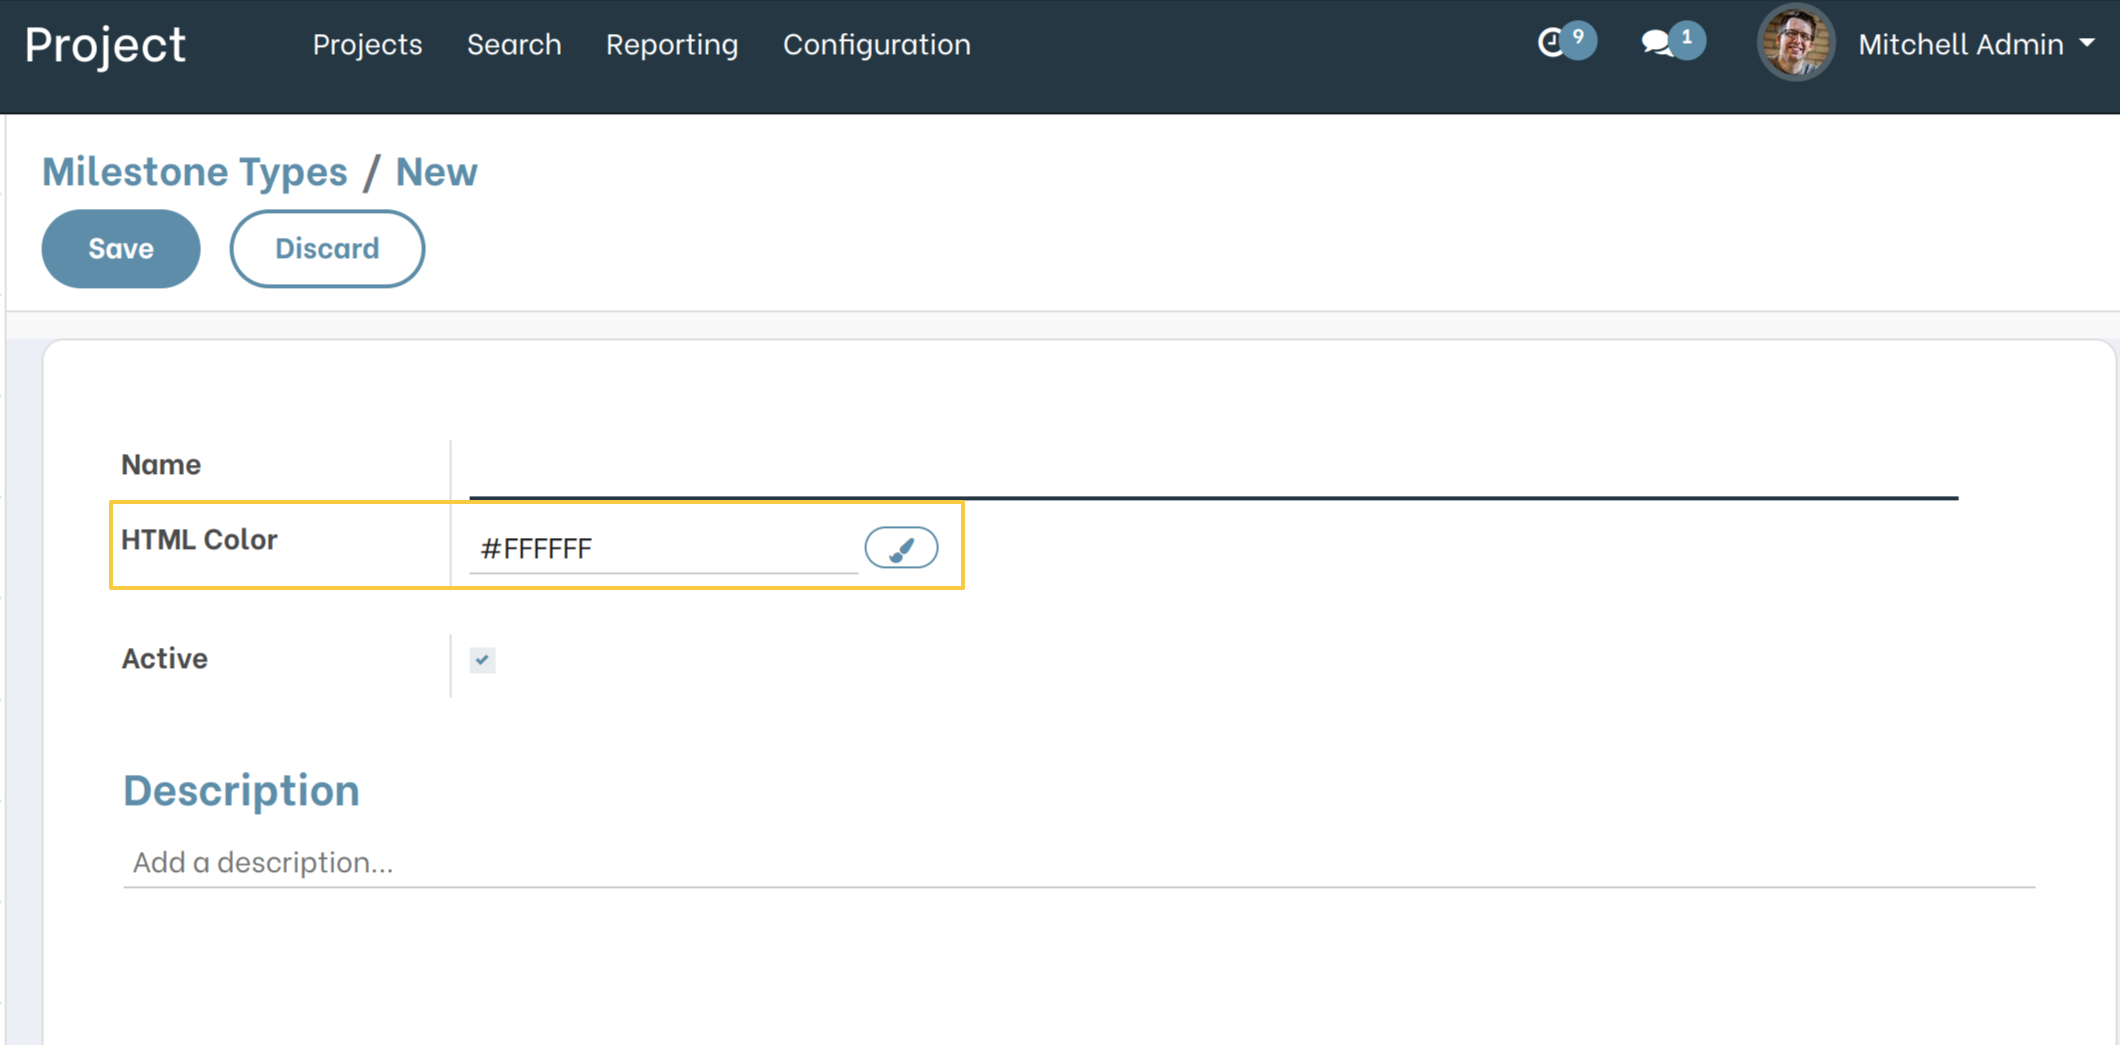 Project
Projects Search Reporting Configuration
9 1 Mitchell Admin
Milestone Types / New
Save Discard
Name
HTML Color #FFFFFF
Active
Description
Add a description...